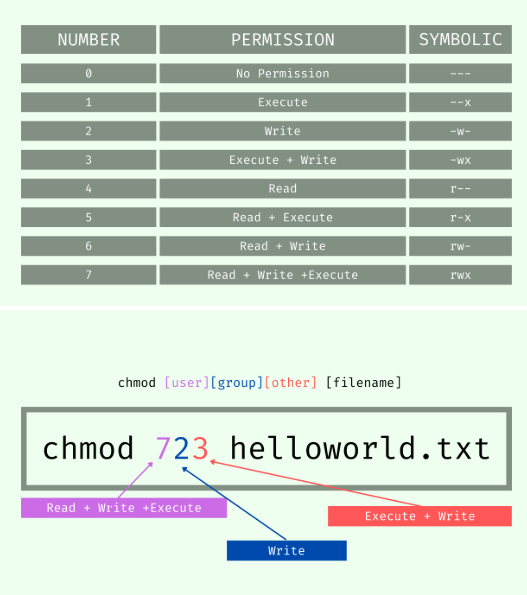 NUMBER PERMISSION SYMBOLIC
0 No Permission ---
1 Execute --x
2 Write -w-
3 Execute + Write -wx
4 Read r--
5 Read + Execute r-x
6 Read + Write rw-
7 Read + Write +Execute rwx
chmod [user][group][other] [filename]
chmod 723 helloworld.txt
Read + Write +Execute
Execute + Write
Write